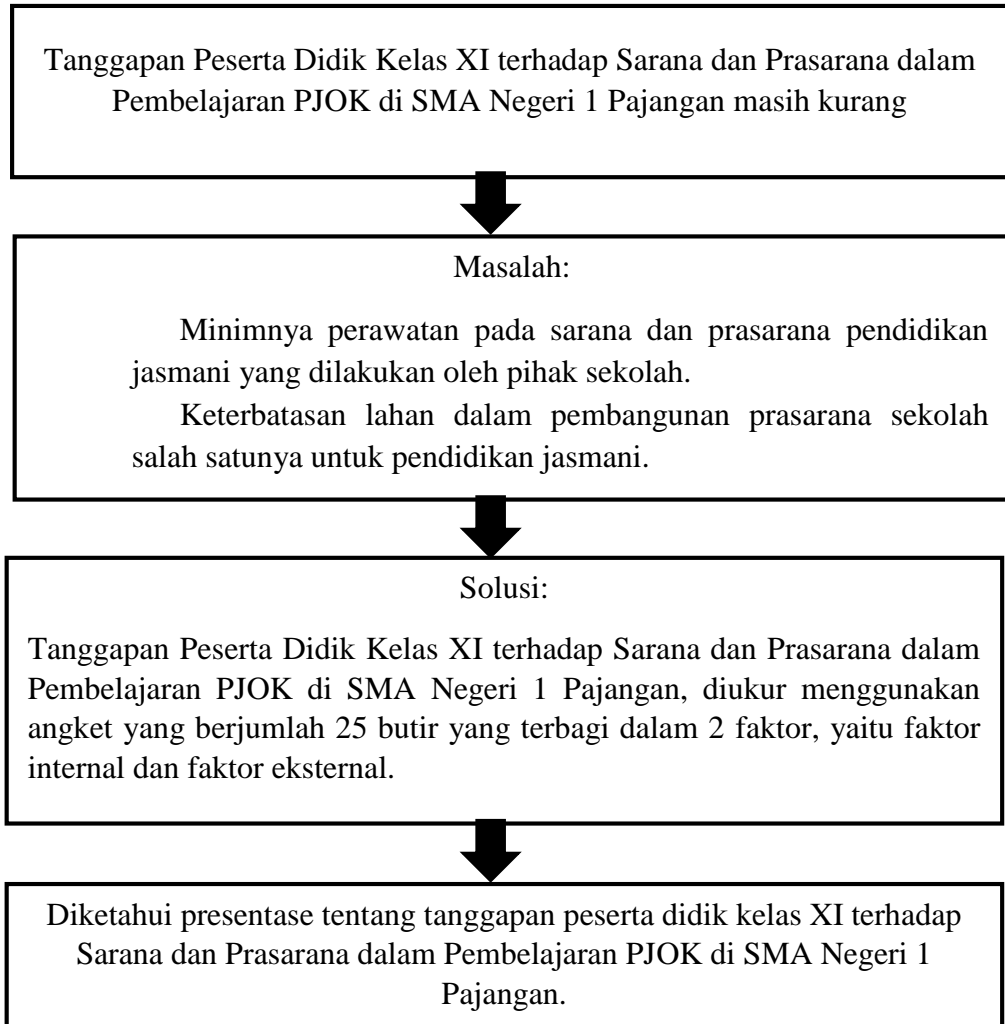 Tanggapan Peserta Didik Kelas XI terhadap Sarana dan Prasarana dalam
Pembelajaran PJOK di SMA Negeri 1 Pajangan masih kurang
Masalah:
Minimnya perawatan pada sarana dan prasarana pendidikan
jasmani yang dilakukan oleh pihak sekolah.
Keterbatasan lahan dalam pembangunan prasarana sekolah
salah satunya untuk pendidikan jasmani.
Solusi:
Tanggapan Peserta Didik Kelas XI terhadap Sarana dan Prasarana dalam
Pembelajaran PJOK di SMA Negeri 1 Pajangan, diukur menggunakan
angket yang berjumlah 25 butir yang terbagi dalam 2 faktor, yaitu faktor
internal dan faktor eksternal.
Diketahui presentase tentang tanggapan peserta didik kelas XI terhadap
Sarana dan Prasarana dalam Pembelajaran PJOK di SMA Negeri 1
Pajangan.